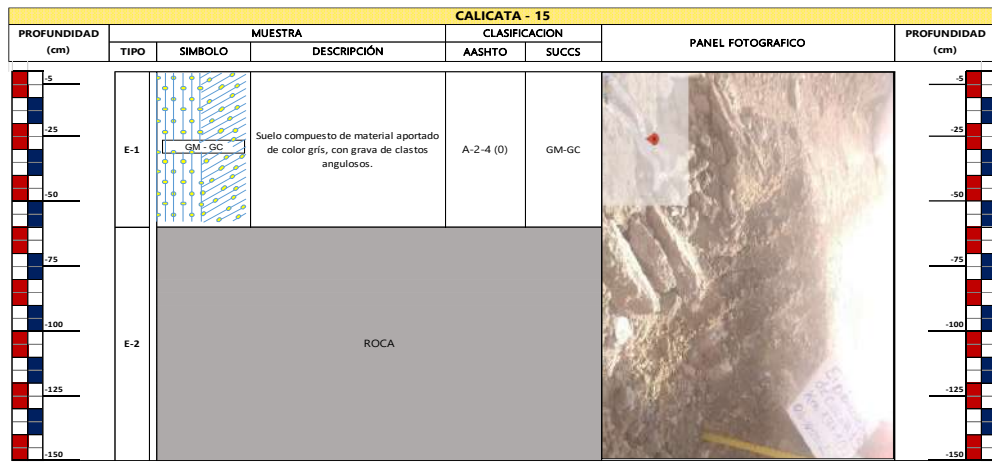 CALICATA - 15
PROFUNDIDAD
(cm)
MUESTRA
CLASIFICACION
PANEL FOTOGRAFICO
PROFUNDIDAD
(cm)
TIPO
SIMBOLO
DESCRIPCIÓN
AASHTO
SUCCS
-5
-25
-50
-75
-100
-125
-150
E-1
GM - GC
Suelo compuesto de material aportado
de color grís, con grava de clastos
angulosos.
A-2-4 (0)
GM-GC
E-2
ROCA
-5
-25
-50
-75
-100
-125
-150